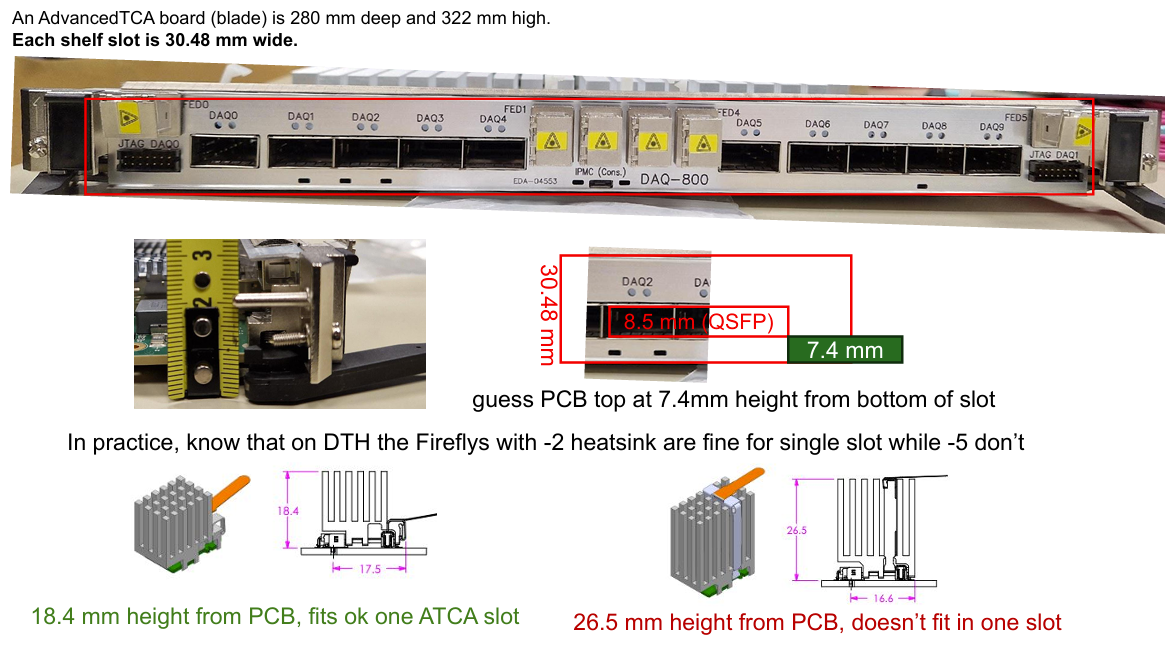 An AdvancedTCA board (blade) is 280 mm deep and 322 mm high.
Each shelf slot is 30.48 mm wide.
FED0
DAQ0
DAQ1
DAQ2
DAQ3
DAQ4
FED1
FED4
DAQ5
DAQ6
DAQ7
DAQ8
DAQ9
FED5
JTAG DAQ0
EDA-04553
IPMC (Cons.)
DAQ-800
JTAG DAQ1
3
2
30.48 mm
DAQ2
DA
8.5 mm (QSFP)
7.4 mm
guess PCB top at 7.4mm height from bottom of slot
In practice, know that on DTH the Fireflys with -2 heatsink are fine for single slot while -5 don't
18.4
17.5
26.5
16.6
18.4 mm height from PCB, fits ok one ATCA slot
26.5 mm height from PCB, doesn't fit in one slot